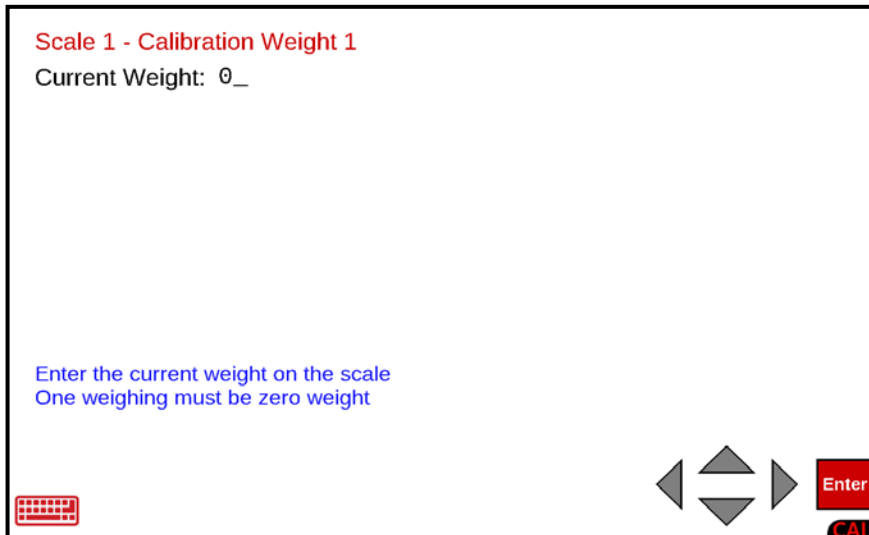 Scale 1 - Calibration Weight 1
Current Weight: 0_
Enter the current weight on the scale
One weighing must be zero weight
Enter